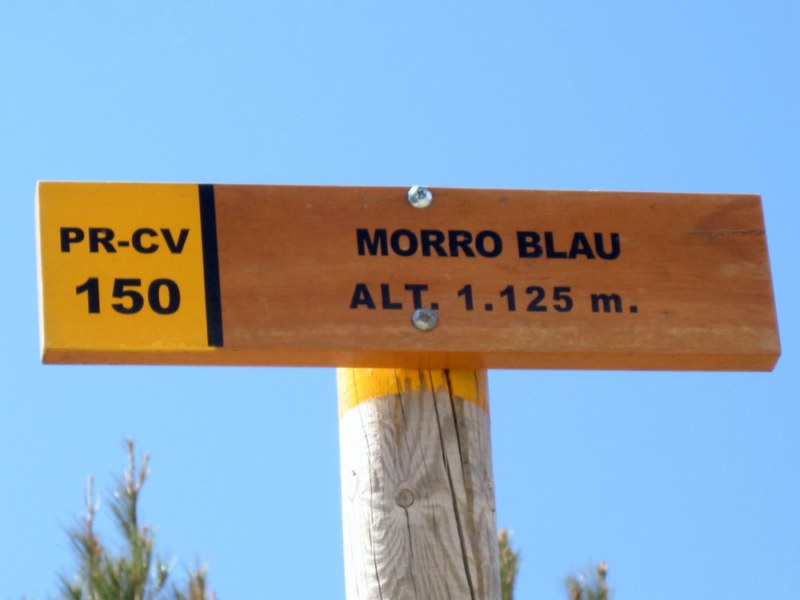 PR-CV
150
MORRO BLAU
ALT. 1.125 m.